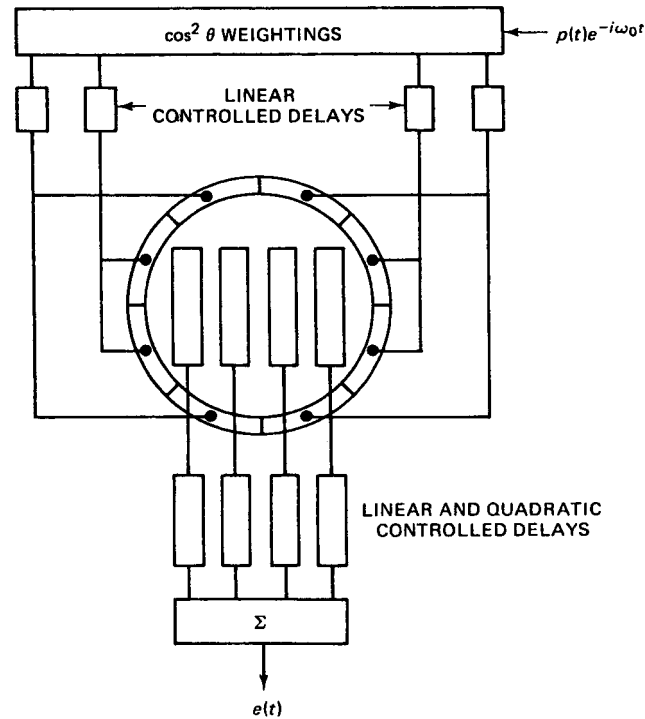 cos² θ WEIGHTINGS
p(t)e^{-iω₀t}
LINEAR
CONTROLLED DELAYS
LINEAR AND QUADRATIC
CONTROLLED DELAYS
Σ
e(t)